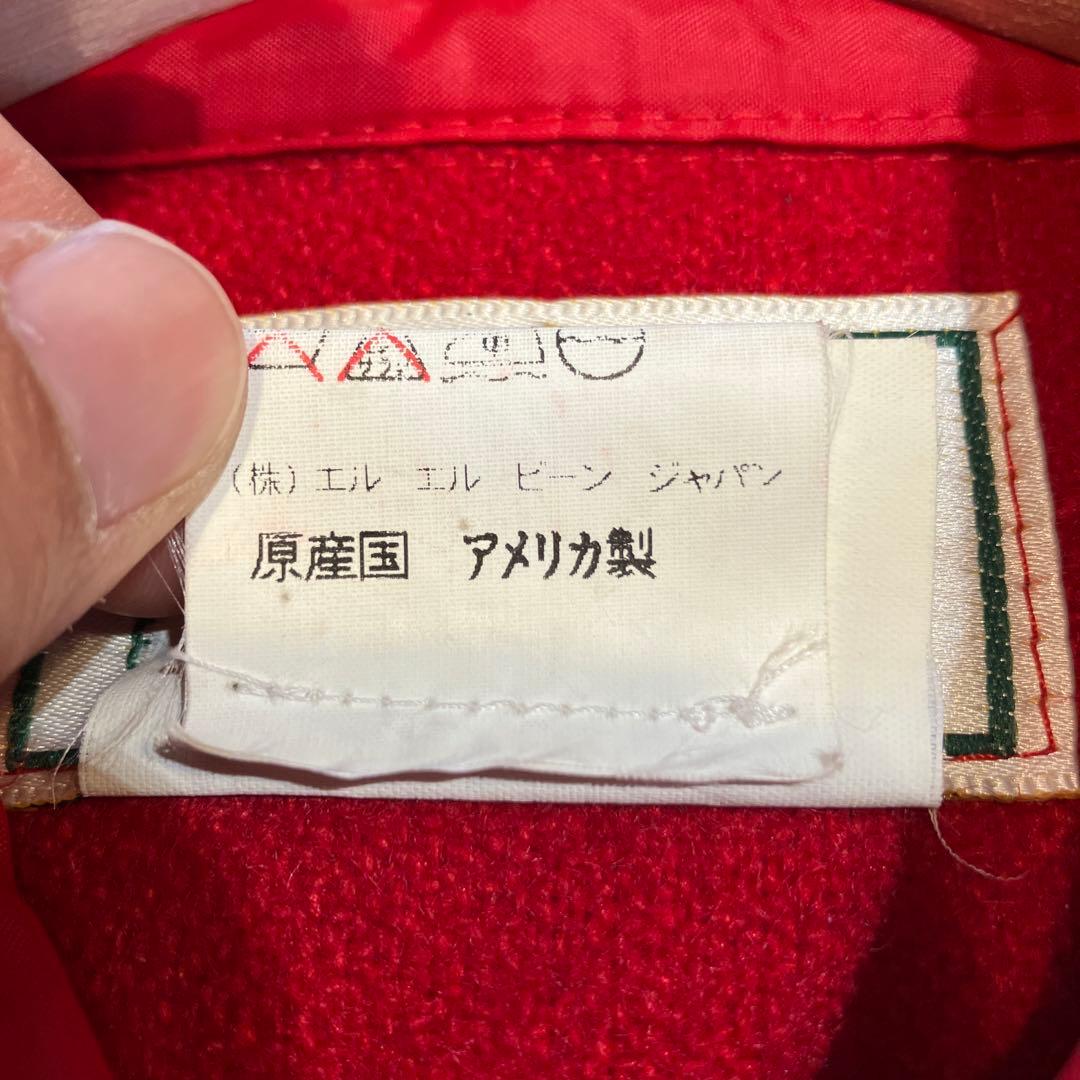 (株)エル エル ビーン ジャパン
原産国 アメリカ製